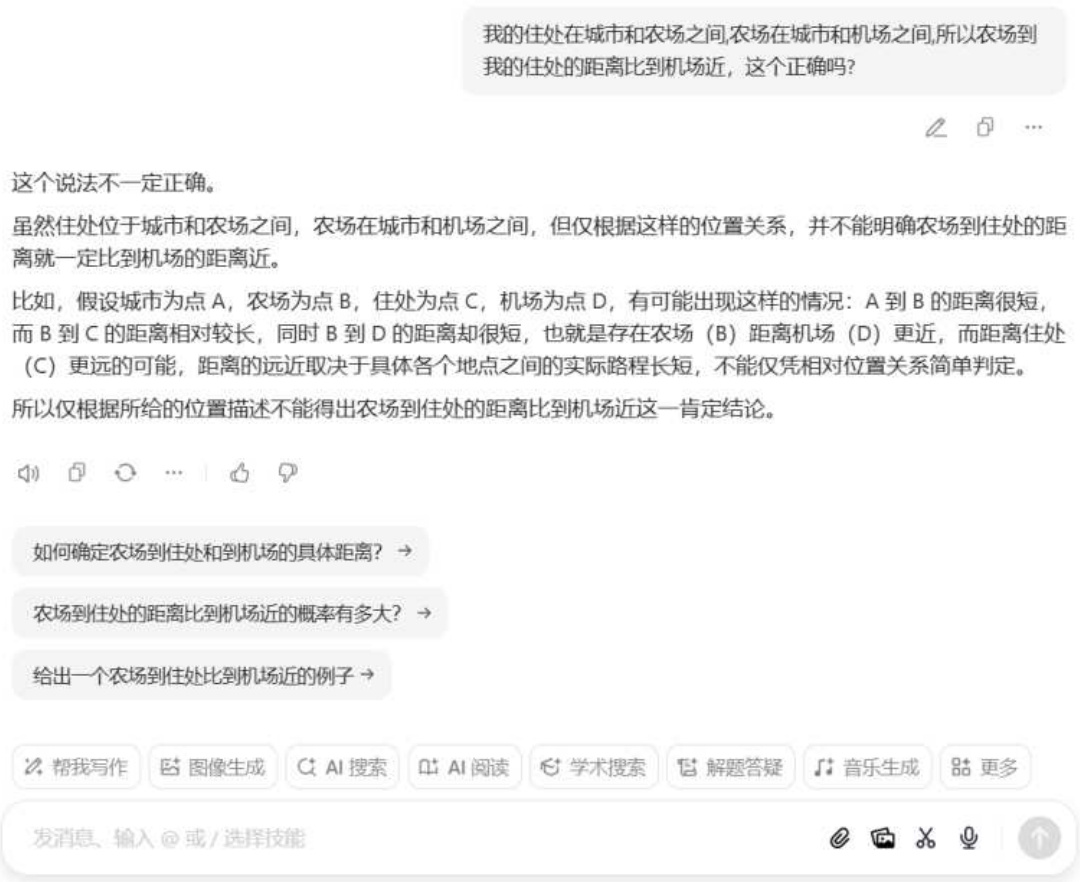 我的住处在城市和农场之间,农场在城市和机场之间,所以农场到
我的住处的距离比到机场近，这个正确吗?
这个说法不一定正确。
虽然住处位于城市和农场之间，农场在城市和机场之间，但仅根据这样的位置关系，并不能明确农场到住处的距
离就一定比到机场的距离近。
比如，假设城市为点 A，农场为点 B，住处为点 C，机场为点 D，有可能出现这样的情况：A 到 B 的距离很短，
而 B 到 C 的距离相对较长，同时 B 到 D 的距离却很短，也就是存在农场（B）距离机场（D）更近，而距离住处
（C）更远的可能，距离的远近取决于具体各个地点之间的实际路程长短，不能仅凭相对位置关系简单判定。
所以仅根据所给的位置描述不能得出农场到住处的距离比到机场近这一肯定结论。
如何确定农场到住处和到机场的具体距离? →
农场到住处的距离比到机场近的概率有多大? →
给出一个农场到住处比到机场近的例子 →
帮我写作 图像生成 AI 搜索 AI 阅读 学术搜索 解题答疑 音乐生成 更多
发消息、输入 @ 或 / 选择技能